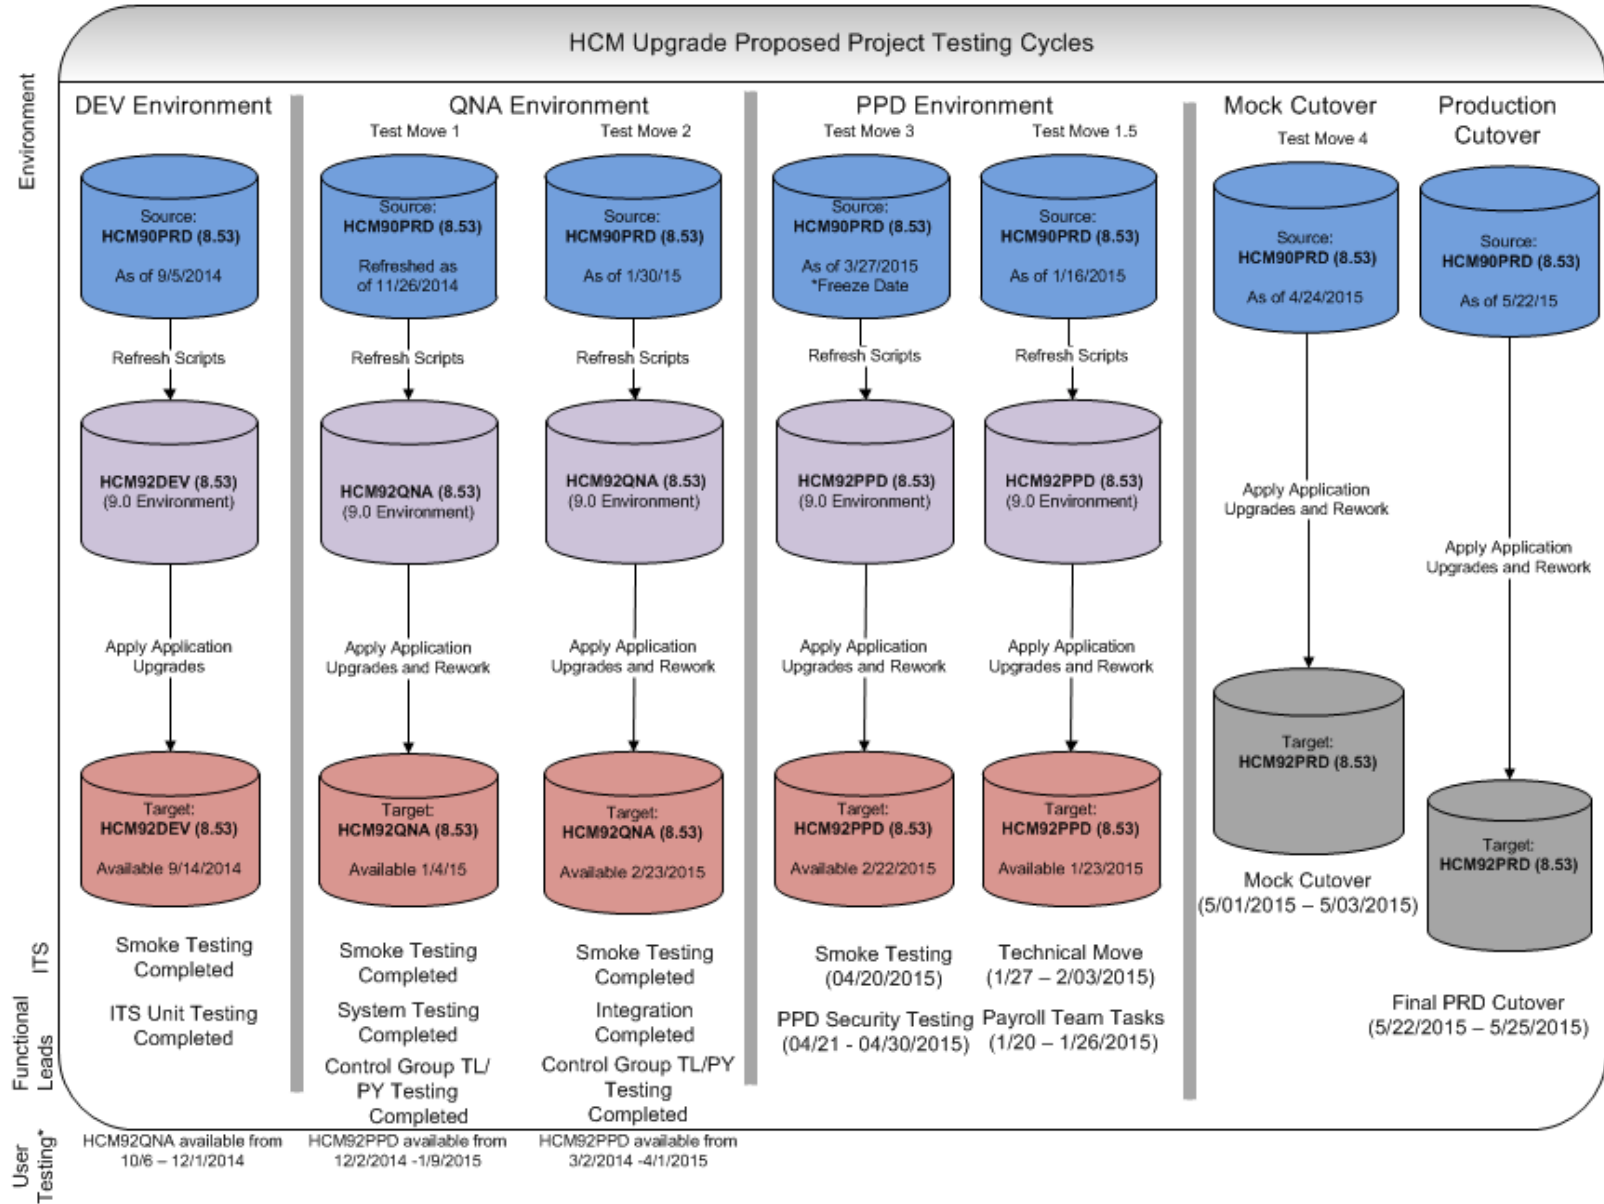 HCM Upgrade Proposed Project Testing Cycles
Environment
DEV Environment
QNA Environment
Test Move 1
Test Move 2
PPD Environment
Test Move 3
Test Move 1.5
Mock Cutover
Test Move 4
Production
Cutover
Source:
HCM90PRD (8.53)
As of 9/5/2014
Source:
HCM90PRD (8.53)
Refreshed as
of 11/26/2014
Source:
HCM90PRD (8.53)
As of 1/30/15
Source:
HCM90PRD (8.53)
As of 3/27/2015
*Freeze Date
Source:
HCM90PRD (8.53)
As of 1/16/2015
Source:
HCM90PRD (8.53)
As of 4/24/2015
Source:
HCM90PRD (8.53)
As of 5/22/15
Refresh Scripts
Refresh Scripts
Refresh Scripts
Refresh Scripts
Refresh Scripts
HCM92DEV (8.53)
(9.0 Environment)
HCM92QNA (8.53)
(9.0 Environment)
HCM92QNA (8.53)
(9.0 Environment)
HCM92PPD (8.53)
(9.0 Environment)
HCM92PPD (8.53)
(9.0 Environment)
Apply Application
Upgrades and Rework
Apply Application
Upgrades and Rework
Apply Application
Upgrades
Apply Application
Upgrades and Rework
Apply Application
Upgrades and Rework
Apply Application
Upgrades and Rework
Apply Application
Upgrades and Rework
Target:
HCM92DEV (8.53)
Available 9/14/2014
Target:
HCM92QNA (8.53)
Available 1/4/15
Target:
HCM92QNA (8.53)
Available 2/23/2015
Target:
HCM92PPD (8.53)
Available 2/22/2015
Target:
HCM92PPD (8.53)
Available 1/23/2015
Target:
HCM92PRD (8.53)
Target:
HCM92PRD (8.53)
Mock Cutover
(5/01/2015 – 5/03/2015)
ITS
Smoke Testing
Completed
Smoke Testing
Completed
Smoke Testing
Completed
Smoke Testing
(04/20/2015)
Technical Move
(1/27 – 2/03/2015)
Functional
Leads
ITS Unit Testing
Completed
System Testing
Completed
Integration
Completed
PPD Security Testing
(04/21 - 04/30/2015)
Payroll Team Tasks
(1/20 – 1/26/2015)
Final PRD Cutover
(5/22/2015 – 5/25/2015)
Control Group TL/
PY Testing
Completed
Control Group TL/PY
Testing
Completed
User
Testing*
HCM92QNA available from
10/6 – 12/1/2014
HCM92PPD available from
12/2/2014 -1/9/2015
HCM92PPD available from
3/2/2014 -4/1/2015